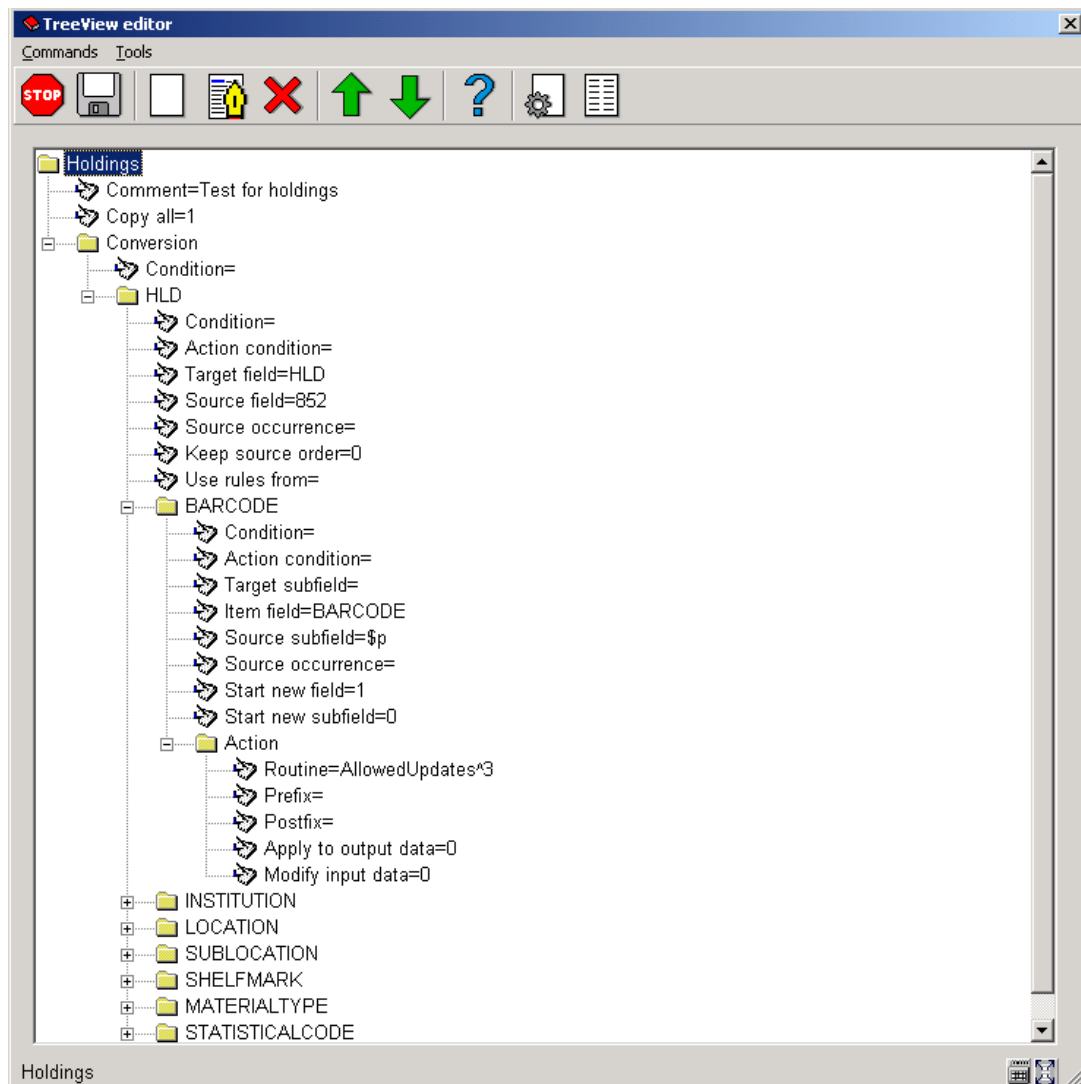 TreeView editor
Commands Tools
STOP
Holdings
Comment=Test for holdings
Copy all=1
Conversion
Condition=
HLD
Condition=
Action condition=
Target field=HLD
Source field=852
Source occurrence=
Keep source order=0
Use rules from=
BARCODE
Condition=
Action condition=
Target subfield=
Item field=BARCODE
Source subfield=$p
Source occurrence=
Start new field=1
Start new subfield=0
Action
Routine=AllowedUpdates^3
Prefix=
Postfix=
Apply to output data=0
Modify input data=0
INSTITUTION
LOCATION
SUBLOCATION
SHELFMARK
MATERIALTYPE
STATISTICALCODE
Holdings